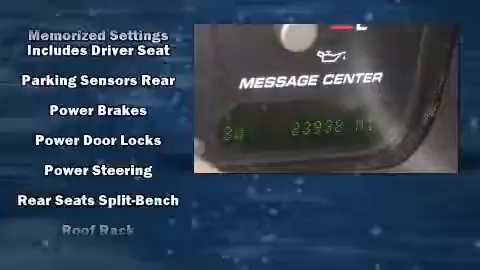 Memorized Settings
Includes Driver Seat
Parking Sensors Rear
Power Brakes
Power Door Locks
Power Steering
Rear Seats Split-Bench
Roof Rack
MESSAGE CENTER
SW 23938 MI